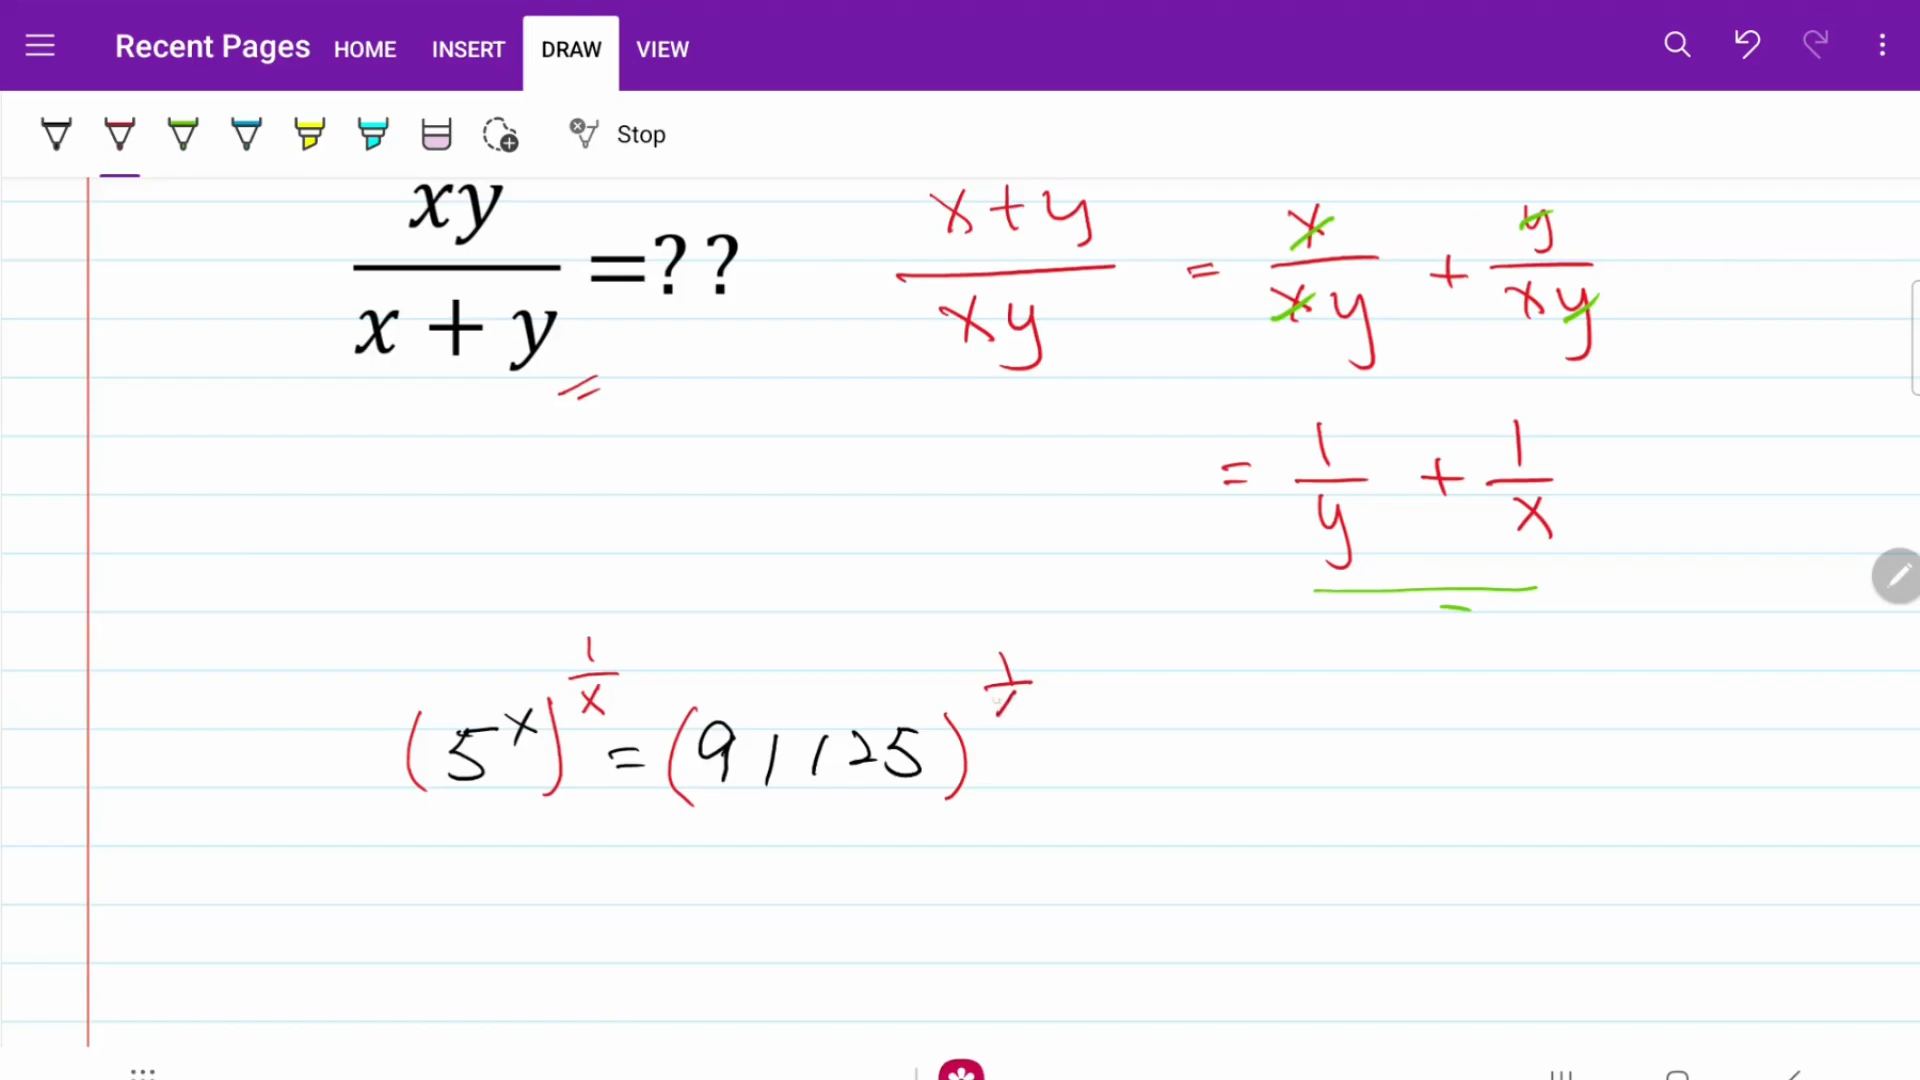 Recent Pages HOME INSERT DRAW VIEW
Stop
xy/(x + y) =??
(x+y)/(xy) = x/(xy) + y/(xy)
= 1/y + 1/x
(5^x)^(1/x) = (91125)^(1/